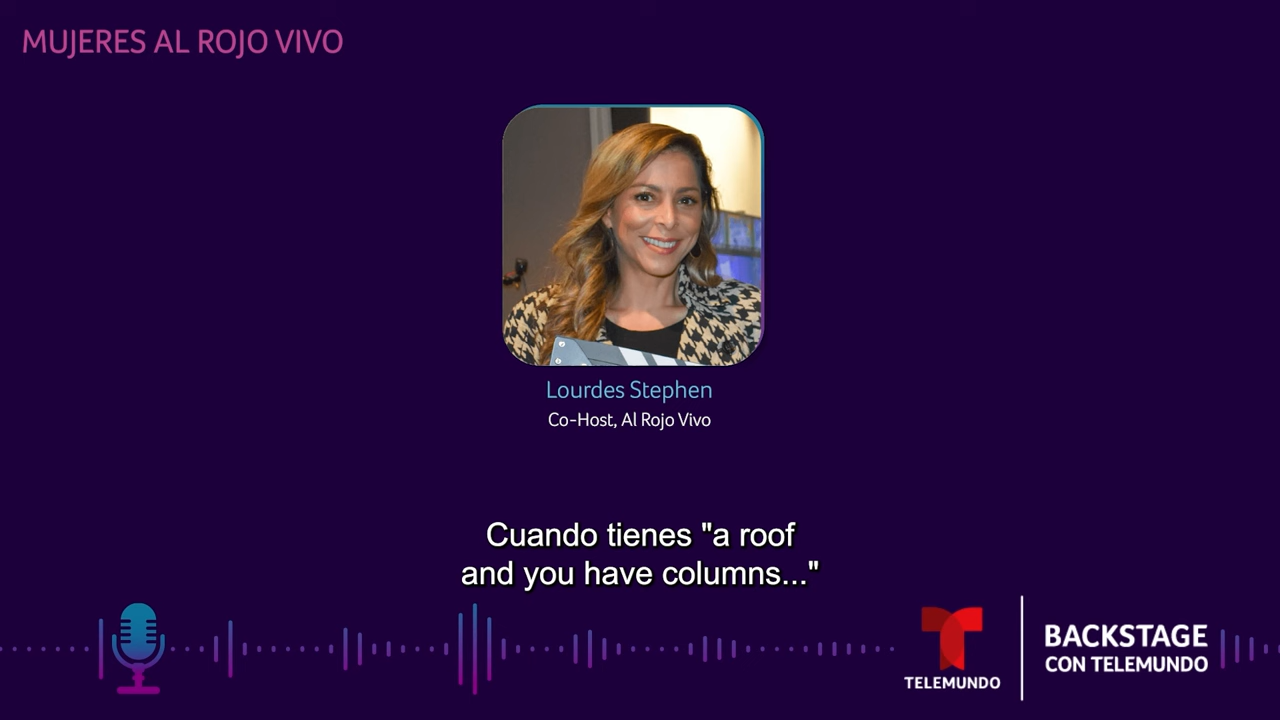 MUJERES AL ROJO VIVO
Lourdes Stephen
Co-Host, Al Rojo Vivo
Cuando tienes "a roof
and you have columns..."
TELEMUNDO
BACKSTAGE
CON TELEMUNDO